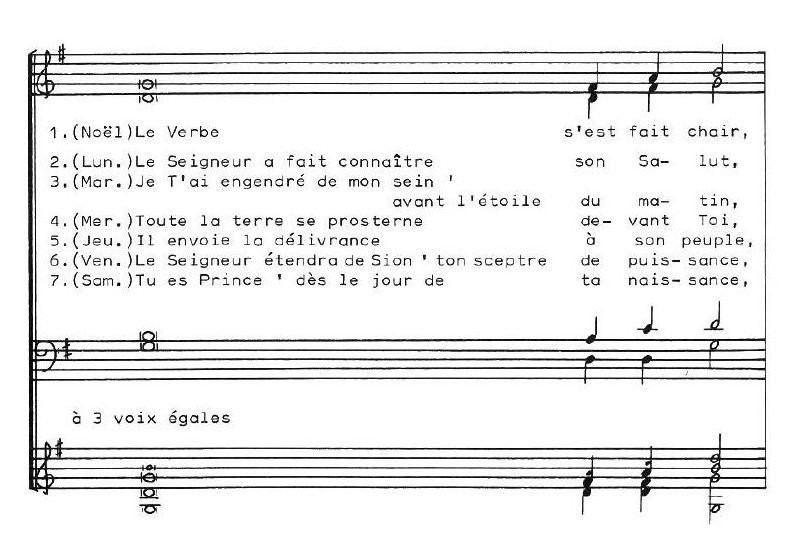 1.(Noël)Le Verbe s'est fait chair,
2.(Lun.)Le Seigneur a fait connaître son Sa- lut,
3.(Mar.)Je T'ai engendré de mon sein '
avant l'étoile du ma- tin,
4.(Mer.)Toute la terre se prosterne de- vant Toi,
5.(Jeu.)Il envoie la délivrance à son peuple,
6.(Ven.)Le Seigneur étendra de Sion ' ton sceptre de puis- sance,
7.(Sam.)Tu es Prince ' dès le jour de ta nais- sance,
à 3 voix égales